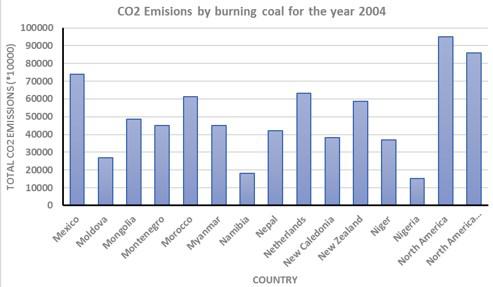 CO2 Emisions by burning coal for the year 2004
TOTAL CO2 EMISSIONS (*10000)
100000
90000
80000
70000
60000
50000
40000
30000
20000
10000
0
Mexico
Moldova
Mongolia
Montenegro
Morocco
Myanmar
Namibia
Nepal
Netherlands
New Caledonia
New Zealand
Niger
Nigeria
North America
North America...
COUNTRY